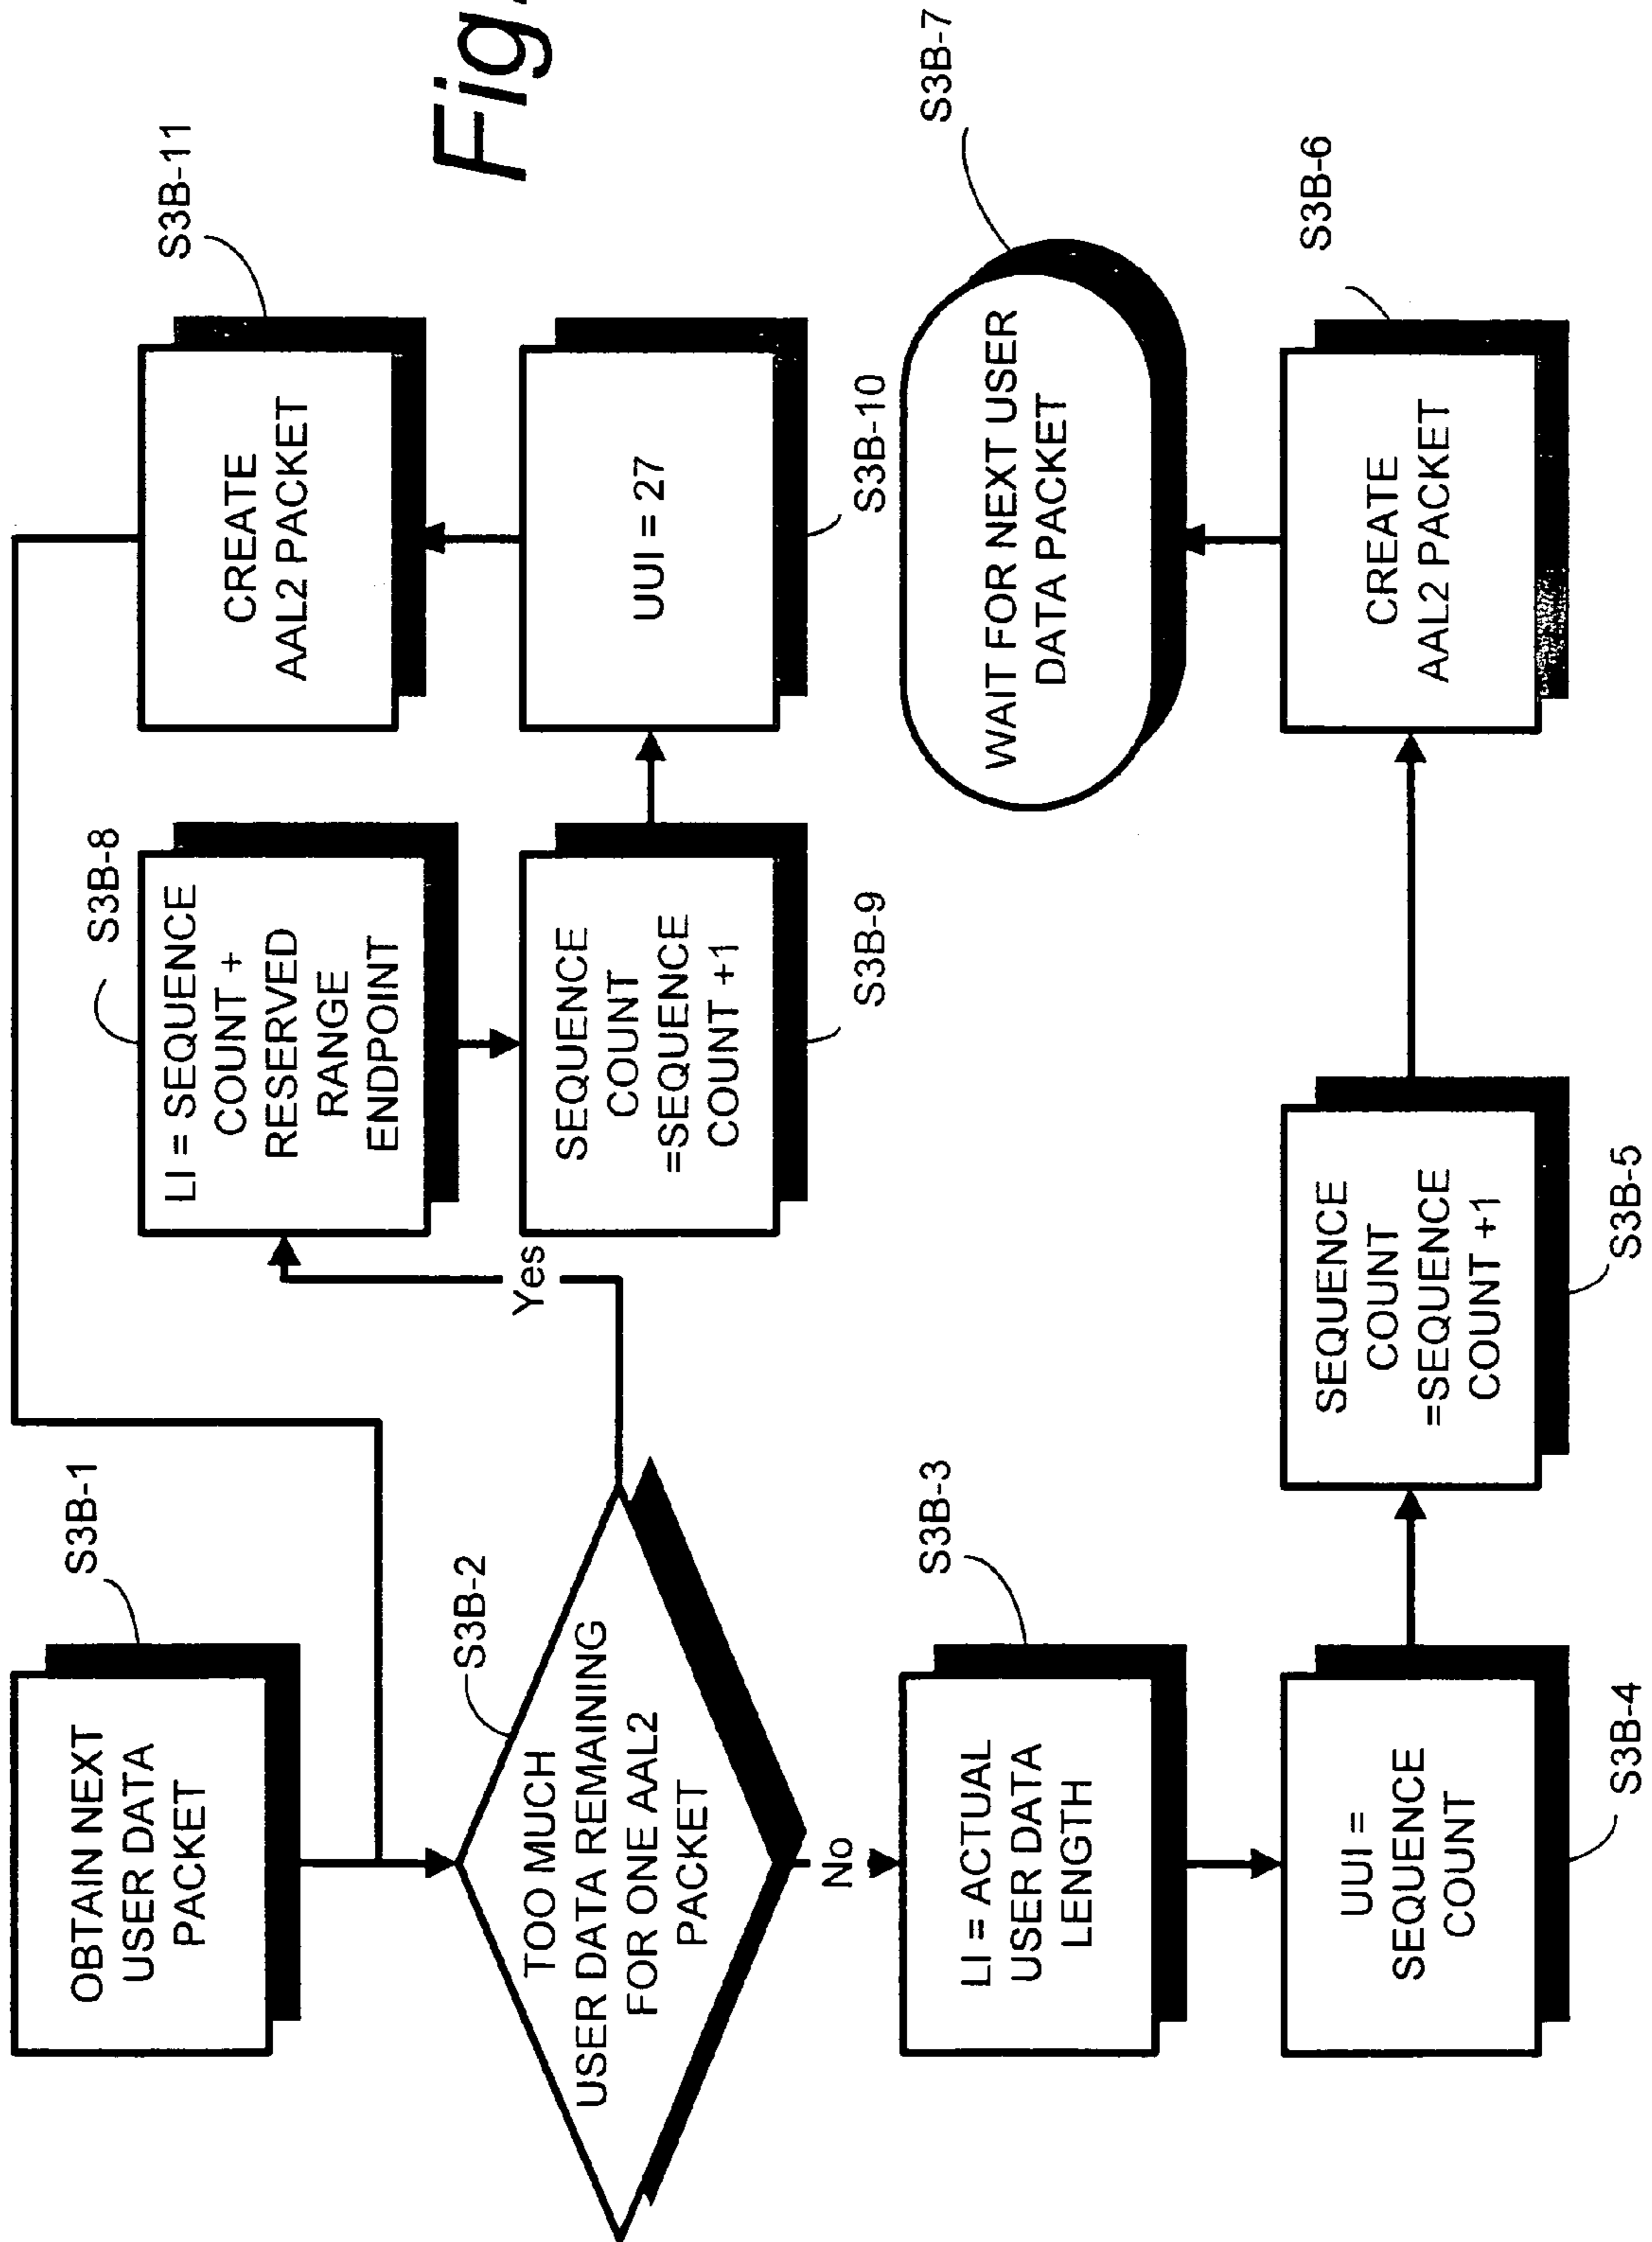 S3B-1
OBTAIN NEXT
USER DATA
PACKET
S3B-2
TOO MUCH
USER DATA REMAINING
FOR ONE AAL2
PACKET
Yes
No
S3B-3
LI = ACTUAL
USER DATA
LENGTH
UUI =
SEQUENCE
COUNT
S3B-4
SEQUENCE
COUNT
=SEQUENCE
COUNT +1
S3B-5
S3B-6
CREATE
AAL2 PACKET
S3B-7
WAIT FOR NEXT USER
DATA PACKET
S3B-8
LI = SEQUENCE
COUNT +
RESERVED
RANGE
ENDPOINT
SEQUENCE
COUNT
=SEQUENCE
COUNT +1
S3B-9
UUI = 27
S3B-10
S3B-11
CREATE
AAL2 PACKET
Fig.